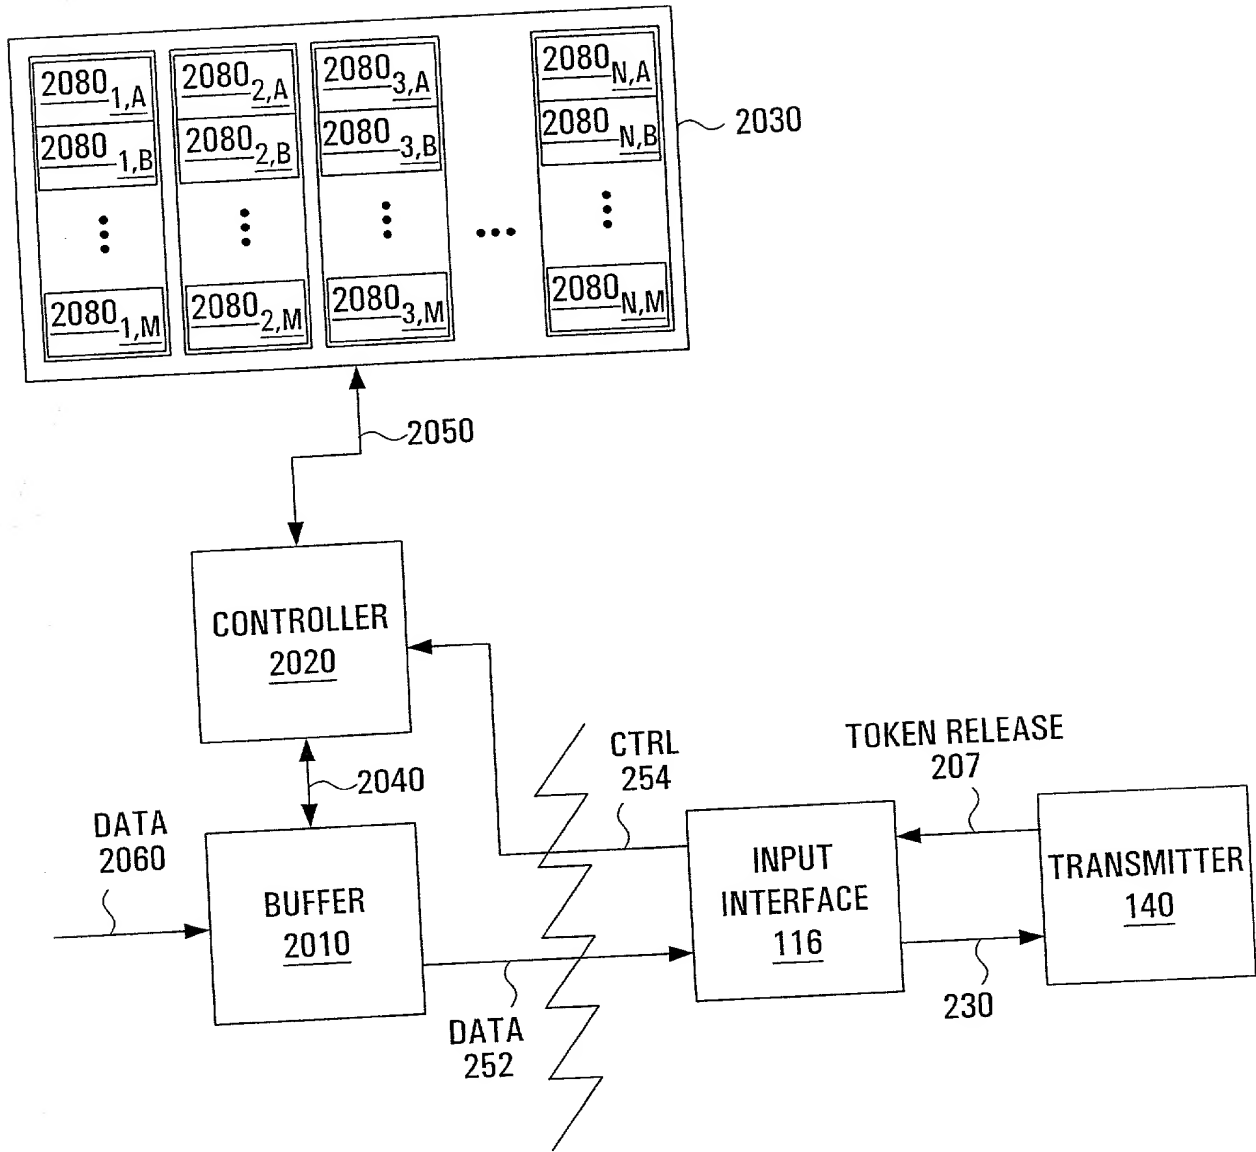 2080 1,A 2080 2,A 2080 3,A 2080 N,A
2080 1,B 2080 2,B 2080 3,B 2080 N,B
2030
2080 1,M 2080 2,M 2080 3,M 2080 N,M
2050
CONTROLLER
2020
2040
DATA
2060
BUFFER
2010
CTRL
254
TOKEN RELEASE
207
INPUT
INTERFACE
116
TRANSMITTER
140
230
DATA
252